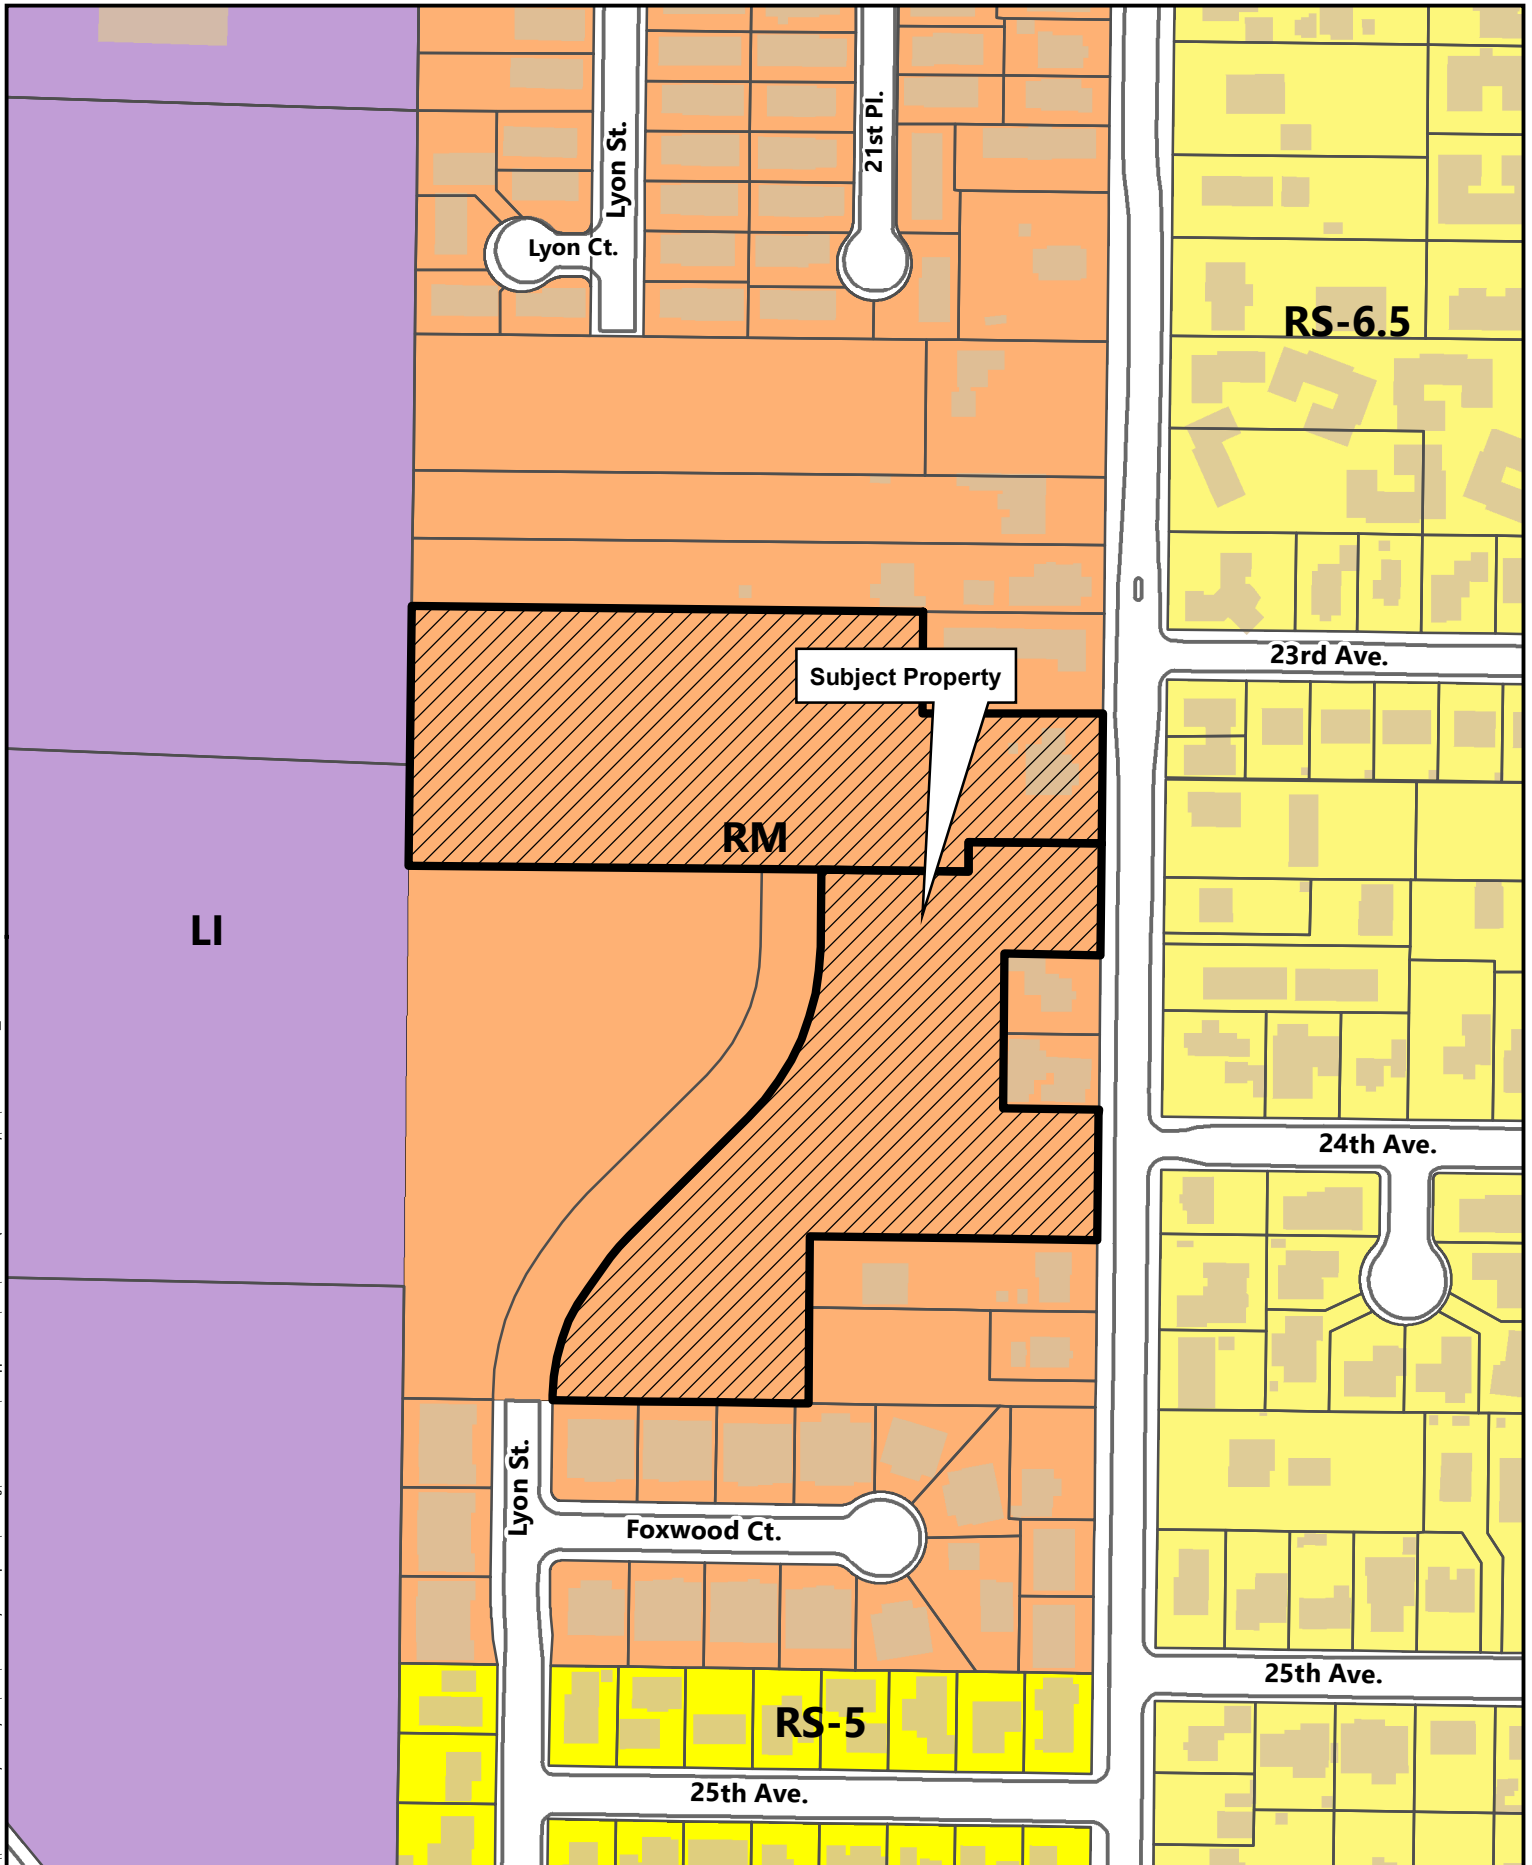 Lyon St.
21st Pl.
Lyon Ct.
RS-6.5
23rd Ave.
Subject Property
RM
LI
24th Ave.
Lyon St.
Foxwood Ct.
25th Ave.
RS-5
25th Ave.